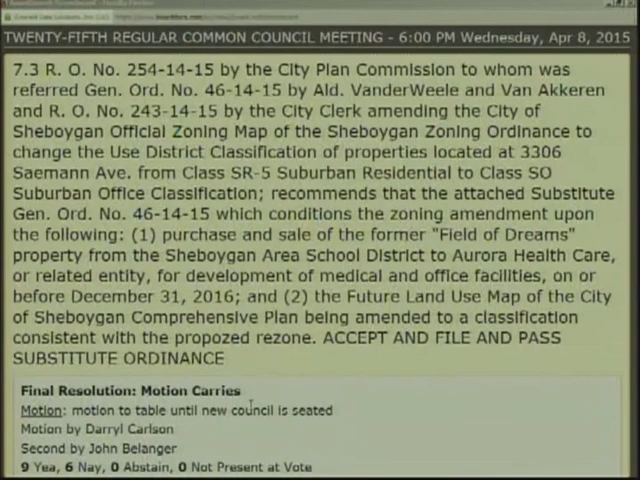 TWENTY-FIFTH REGULAR COMMON COUNCIL MEETING - 6:00 PM Wednesday, Apr 8, 2015
7.3 R. O. No. 254-14-15 by the City Plan Commission to whom was
referred Gen. Ord. No. 46-14-15 by Ald. VanderWeele and Van Akkeren
and R. O. No. 243-14-15 by the City Clerk amending the City of
Sheboygan Official Zoning Map of the Sheboygan Zoning Ordinance to
change the Use District Classification of properties located at 3306
Saemann Ave. from Class SR-5 Suburban Residential to Class SO
Suburban Office Classification; recommends that the attached Substitute
Gen. Ord. No. 46-14-15 which conditions the zoning amendment upon
the following: (1) purchase and sale of the former "Field of Dreams"
property from the Sheboygan Area School District to Aurora Health Care,
or related entity, for development of medical and office facilities, on or
before December 31, 2016; and (2) the Future Land Use Map of the City
of Sheboygan Comprehensive Plan being amended to a classification
consistent with the propozed rezone. ACCEPT AND FILE AND PASS
SUBSTITUTE ORDINANCE
Final Resolution: Motion Carries
Motion: motion to table until new council is seated
Motion by Darryl Carlson
Second by John Belanger
9 Yea, 6 Nay, 0 Abstain, 0 Not Present at Vote